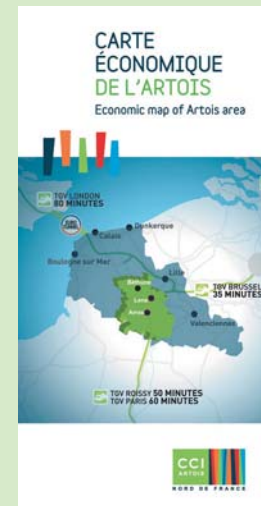 CARTE
ÉCONOMIQUE
DE L'ARTOIS
Economic map of Artois area
TGV LONDON
80 MINUTES
EURO
TUNNEL
Dunkerque
Calais
Boulogne sur Mer
Lille
Béthune
TGV BRUSSEL
35 MINUTES
Lens
Arras
Valenciennes
TGV ROISSY 50 MINUTES
TGV PARIS 60 MINUTES
CCI
ARTOIS
NORD DE FRANCE